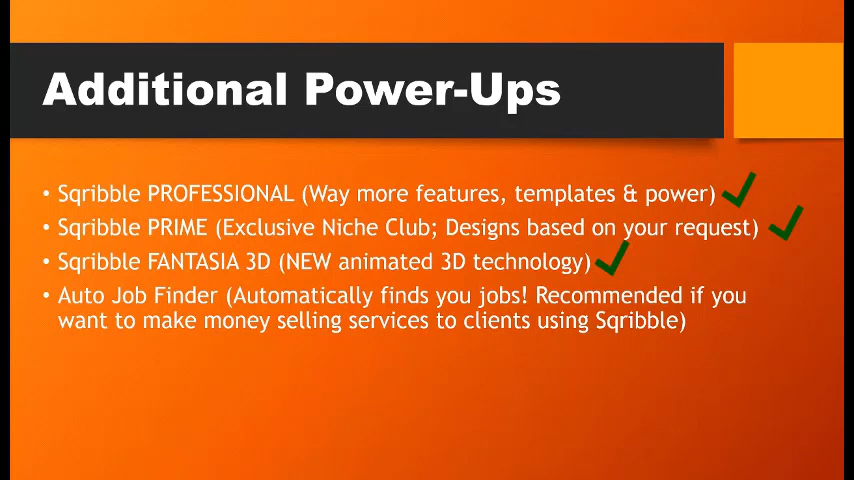 Additional Power-Ups
• Sqribble PROFESSIONAL (Way more features, templates & power)
• Sqribble PRIME (Exclusive Niche Club; Designs based on your request)
• Sqribble FANTASIA 3D (NEW animated 3D technology)
• Auto Job Finder (Automatically finds you jobs! Recommended if you
want to make money selling services to clients using Sqribble)